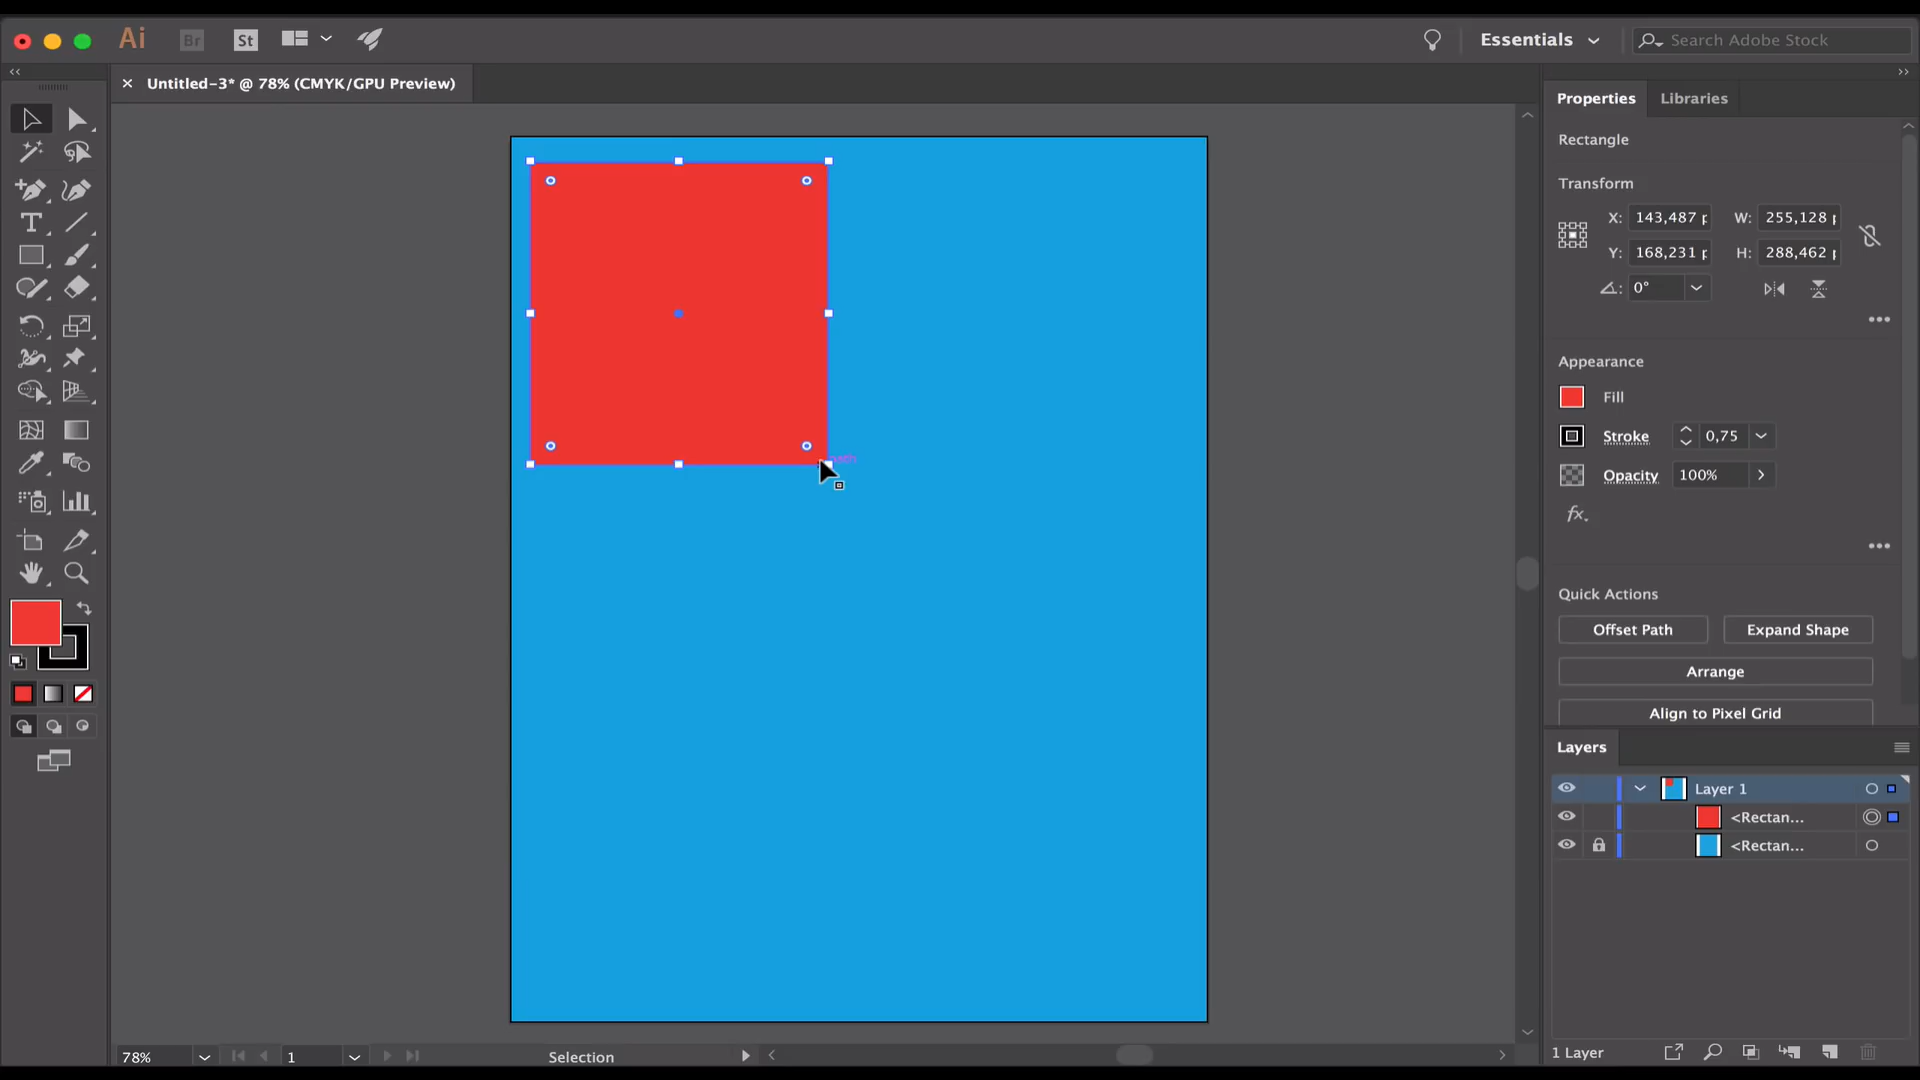 Ai Br St Essentials Search Adobe Stock
Untitled-3* @ 78% (CMYK/GPU Preview)
Properties Libraries
Rectangle
Transform
X: 143,487 W: 255,128
Y: 168,231 H: 288,462
0°
Appearance
Fill
Stroke 0,75
Opacity 100%
fx
Quick Actions
Offset Path Expand Shape
Arrange
Align to Pixel Grid
Layers
Layer 1
<Rectan...
<Rectan...
1 Layer
78% 1 Selection